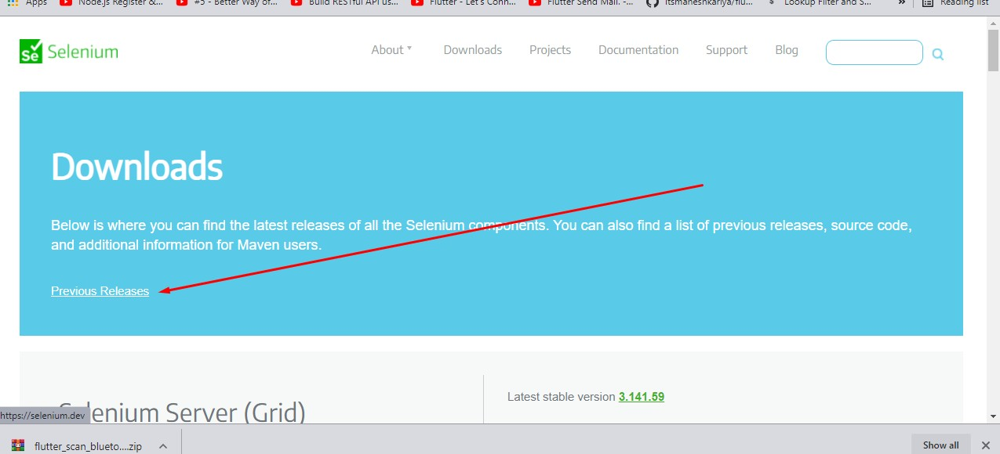 Apps
Node.js Register &...
#5 - Better Way of...
Build RESTful API us...
Flutter - Let's Conn...
Flutter Send Mail. -...
itsmaheshkariya/flu...
Lookup Filter and S...
»
Reading list
Se Selenium
About
Downloads
Projects
Documentation
Support
Blog
Downloads
Below is where you can find the latest releases of all the Selenium components. You can also find a list of previous releases, source code,
and additional information for Maven users.
Previous Releases
Latest stable version 3.141.59
Selenium Server (Grid)
https://selenium.dev
flutter_scan_blueto....zip
Show all